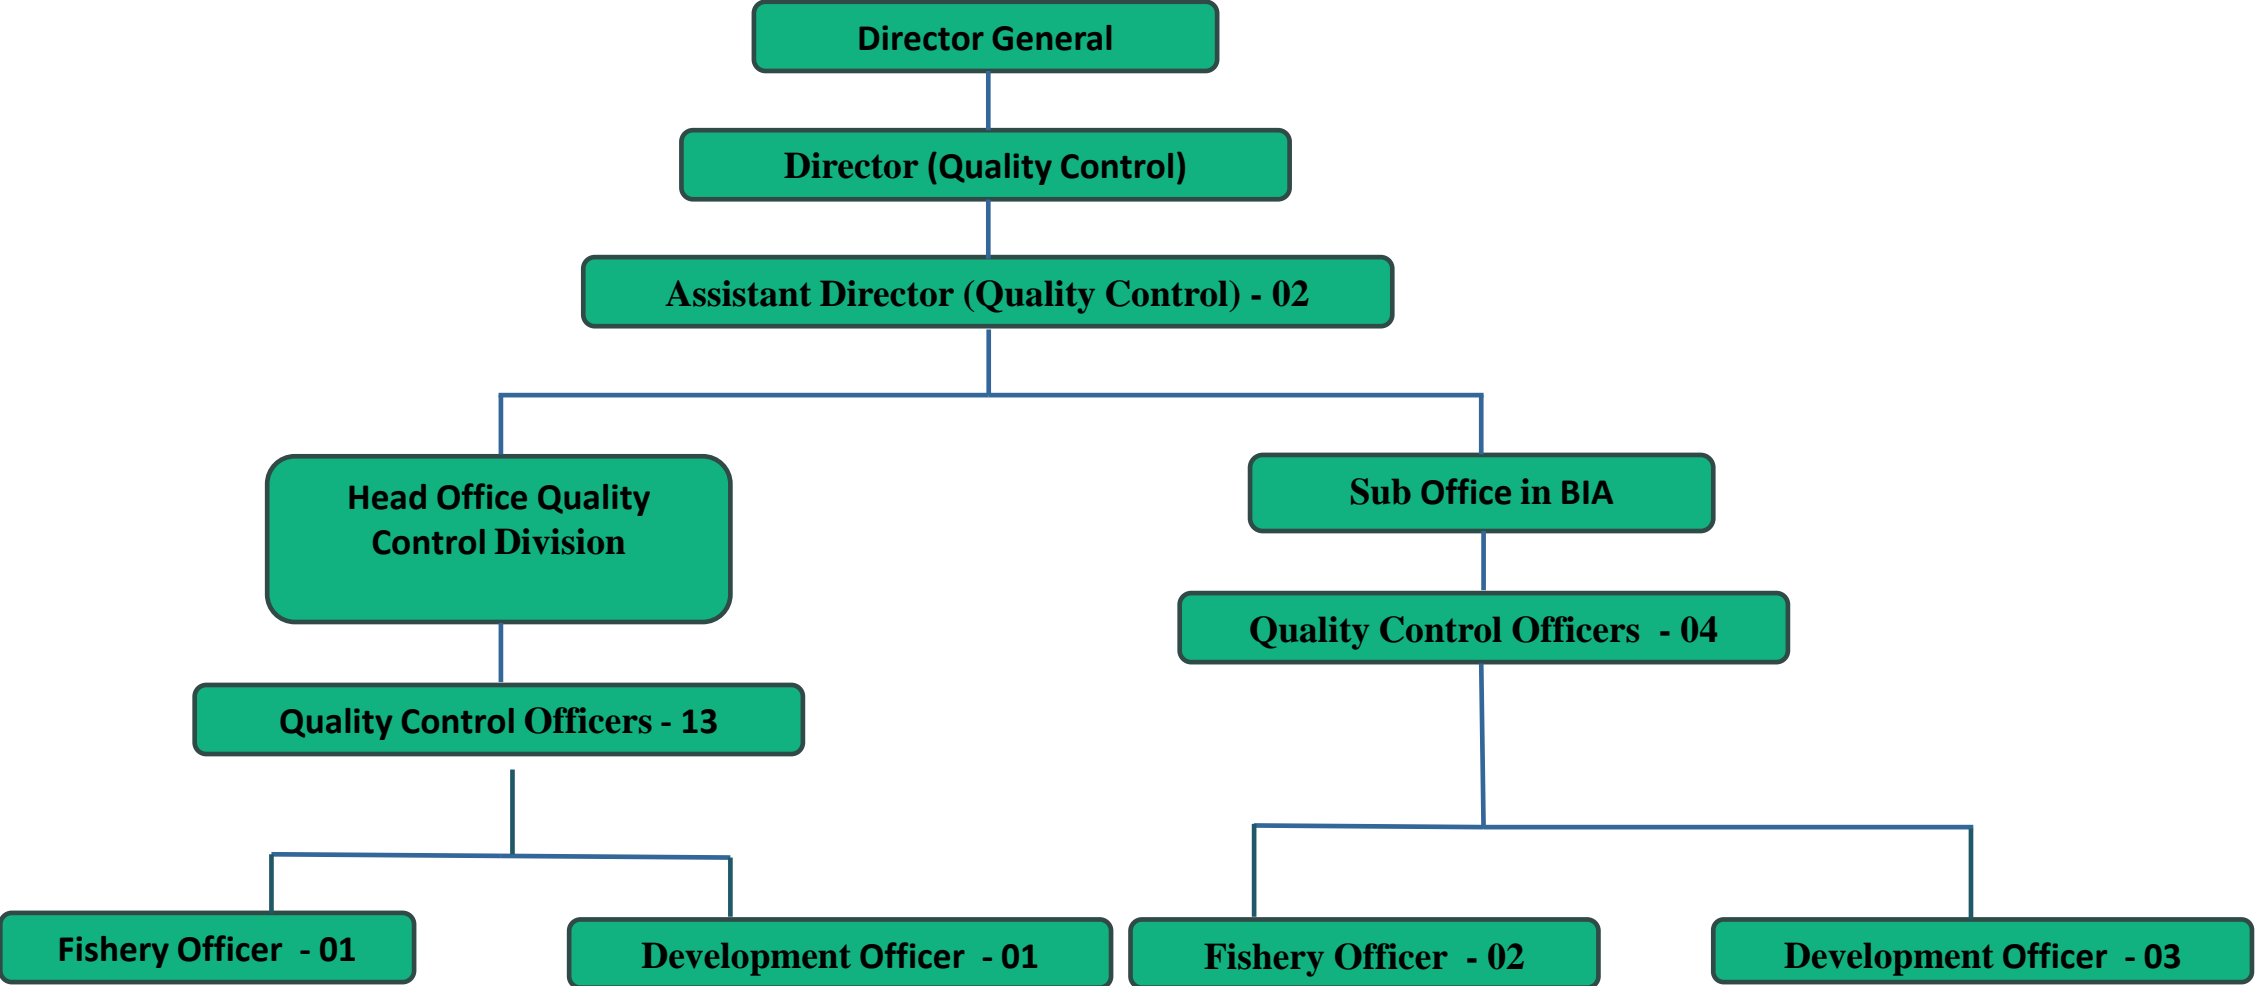 Director General
Director (Quality Control)
Assistant Director (Quality Control) - 02
Head Office Quality
Control Division
Sub Office in BIA
Quality Control Officers - 04
Quality Control Officers - 13
Fishery Officer - 01
Development Officer - 01
Fishery Officer - 02
Development Officer - 03